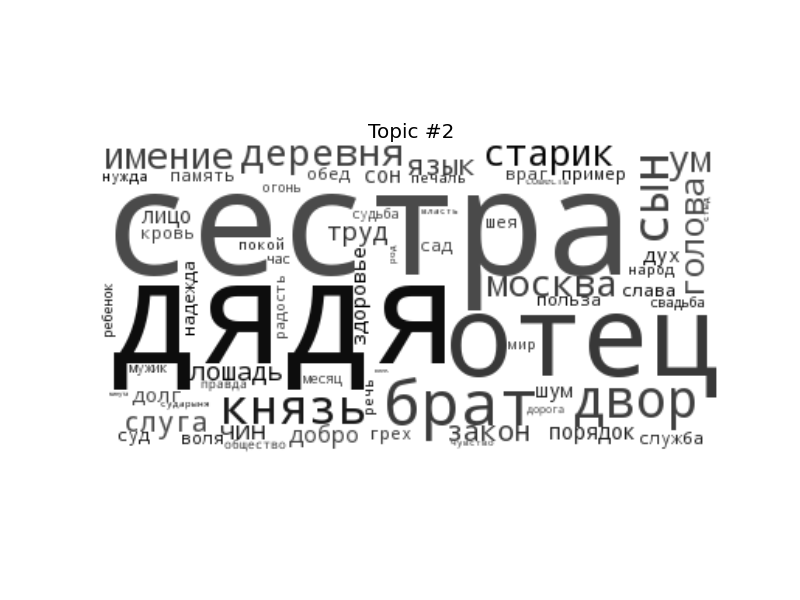 Topic #2
имение деревня язык старик сын ум
нужда память огонь обед сон печаль враг пример
сестра
голова
лицо
кровь
судьба
власть
труд
шея
покой
час
сад
род
дух
народ
москва
польза
слава
свадьба
ребенок
надежда
радость
здоровье
дядя
отец
мир
мужик
лошадь
правда
месяц
долг
сударыня
князь
речь
брат
шум
дорога
двор
слуга
суд
воля
чин
общество
добро
грех
закон
чувство
порядок
служба